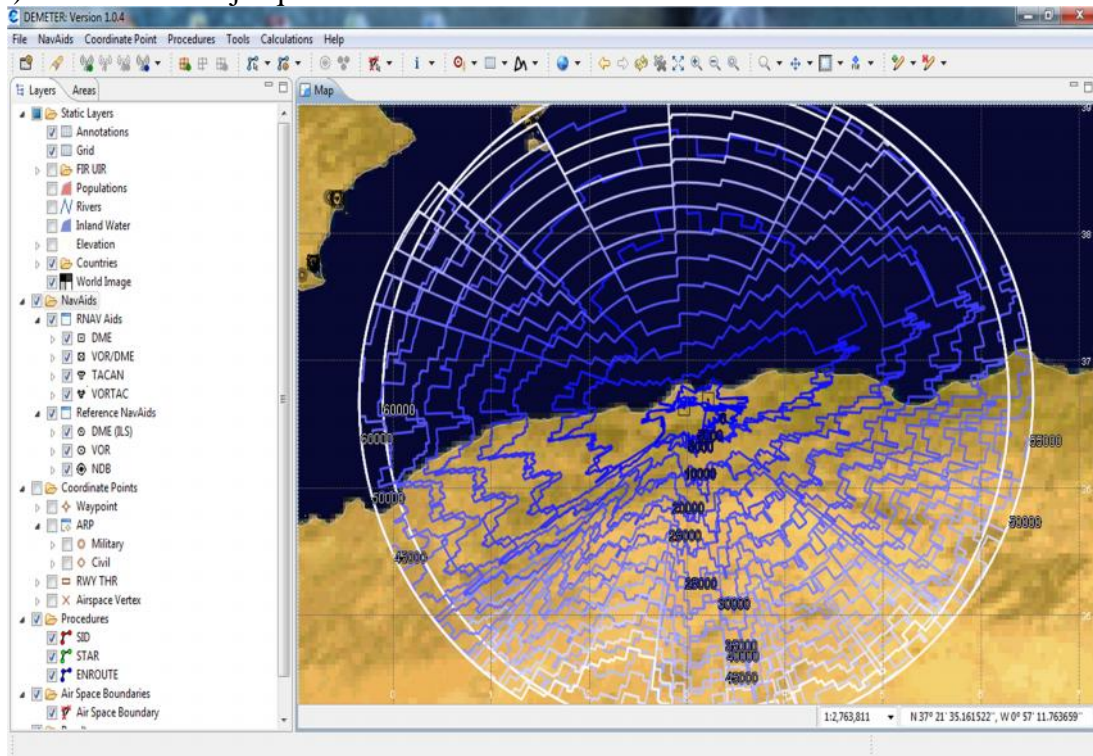 DEMETER: Version 1.0.4
File NavAids Coordinate Point Procedures Tools Calculations Help
Layers Areas
Map
Static Layers
Annotations
Grid
FIR UIR
Populations
Rivers
Inland Water
Elevation
Countries
World Image
NavAids
RNAV Aids
DME
VOR/DME
TACAN
VORTAC
Reference NavAids
DME (ILS)
VOR
NDB
Coordinate Points
Waypoint
ARP
Military
Civil
RWY THR
Airspace Vertex
Procedures
SID
STAR
ENROUTE
Air Space Boundaries
Air Space Boundary
39
38
37
60000
60000
55000
50000
50000
45000
10000
20000
25000
25000
30000
45000
1:2,763,811
N 37° 21' 35.161522", W 0° 57' 11.763659"